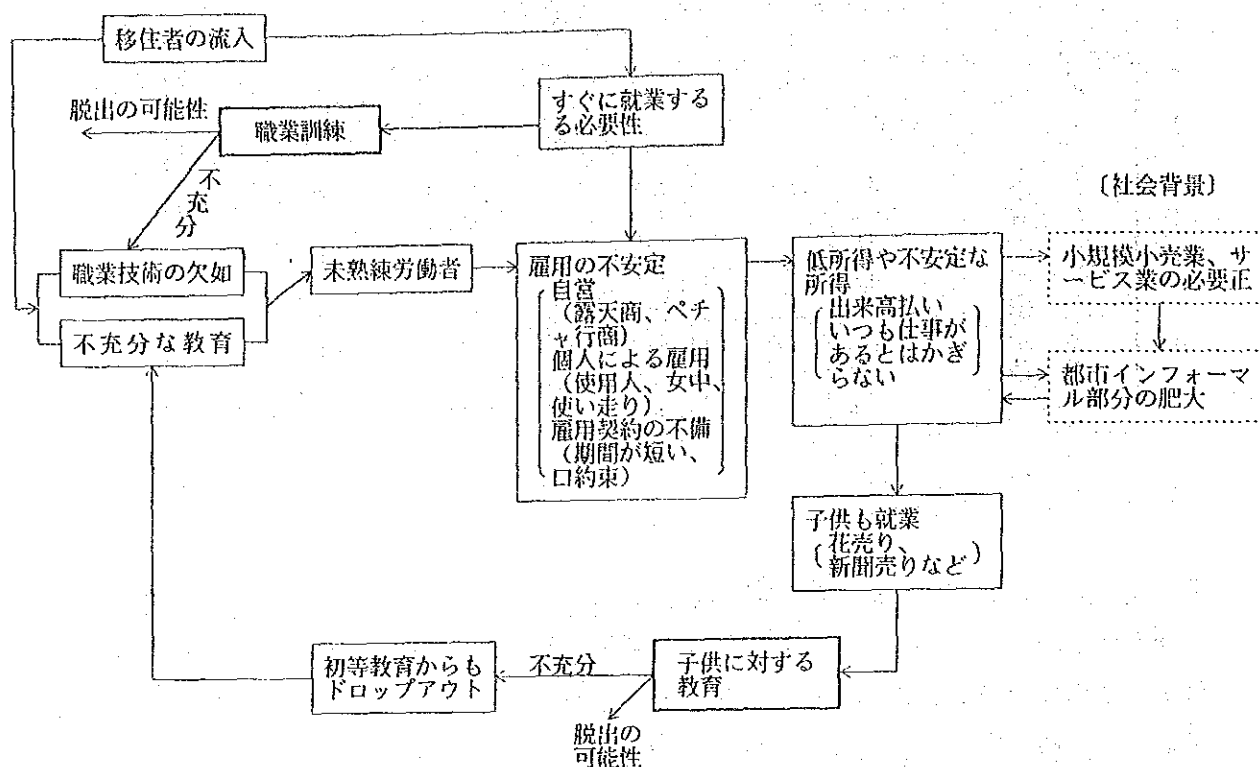 移住者の流入
すぐに就業する
る必要性
脱出の可能性
職業訓練
不充分
〔社会背景〕
職業技術の欠如
不充分な教育
未熟練労働者
雇用の不安定
自営
(露天商、ペチ
ャ行商)
個人による雇用
(使用人、女中、
使い走り)
雇用契約の不備
(期間が短い、
口約束)
低所得や不安定な
所得
出来高払い
いつも仕事が
あるとはかぎ
らない
小規模小売業、サ
ービス業の必要正
都市インフォーマ
ル部分の肥大
子供も就業
花売り、
新聞売りなど
子供に対する
教育
不充分
初等教育からも
ドロップアウト
脱出の
可能性